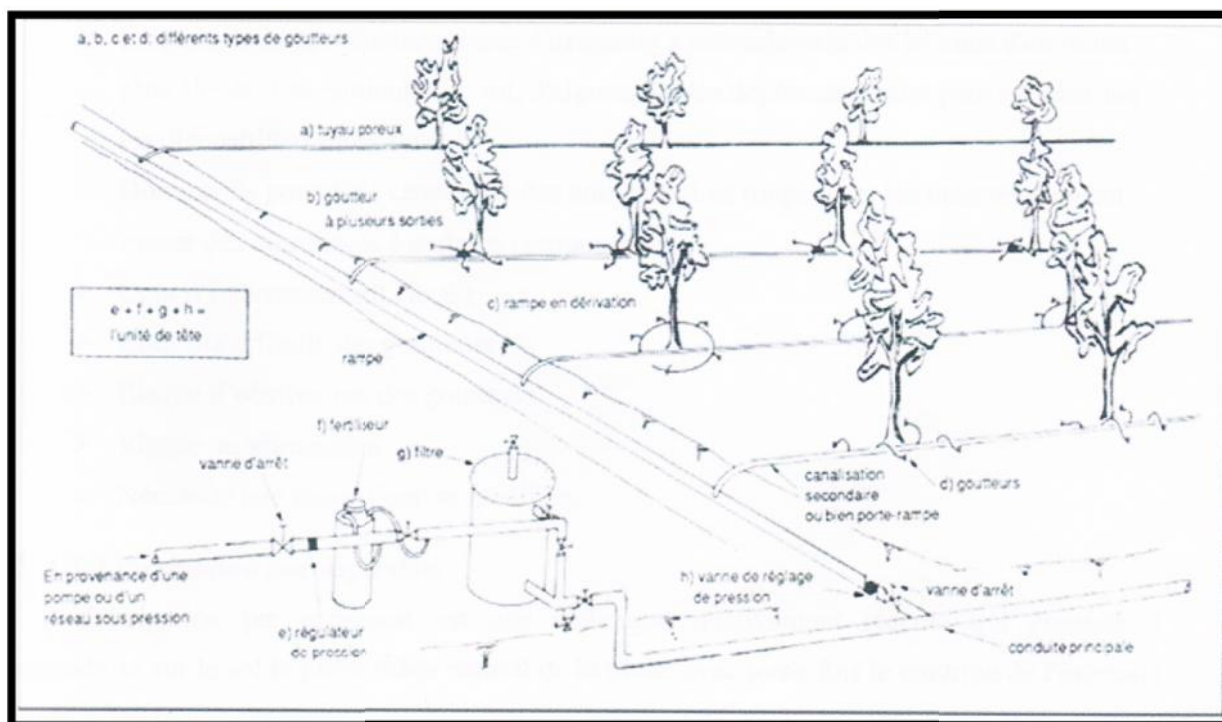 a, b, c et d: différents types de goutteurs
a) tuyau poreux
b) goutteur
à plusieurs sorties
c) rampe en dérivation
e + f + g + h =
l'unité de tête
rampe
f) fertiliseur
g) filtre
vanne d'arrêt
canalisation
secondaire
ou bien porte-rampe
d) goutteurs
En provenance d'une
pompe ou d'un
réseau sous pression
e) régulateur
de pression
h) vanne de réglage
de pression
vanne d'arrêt
conduite principale